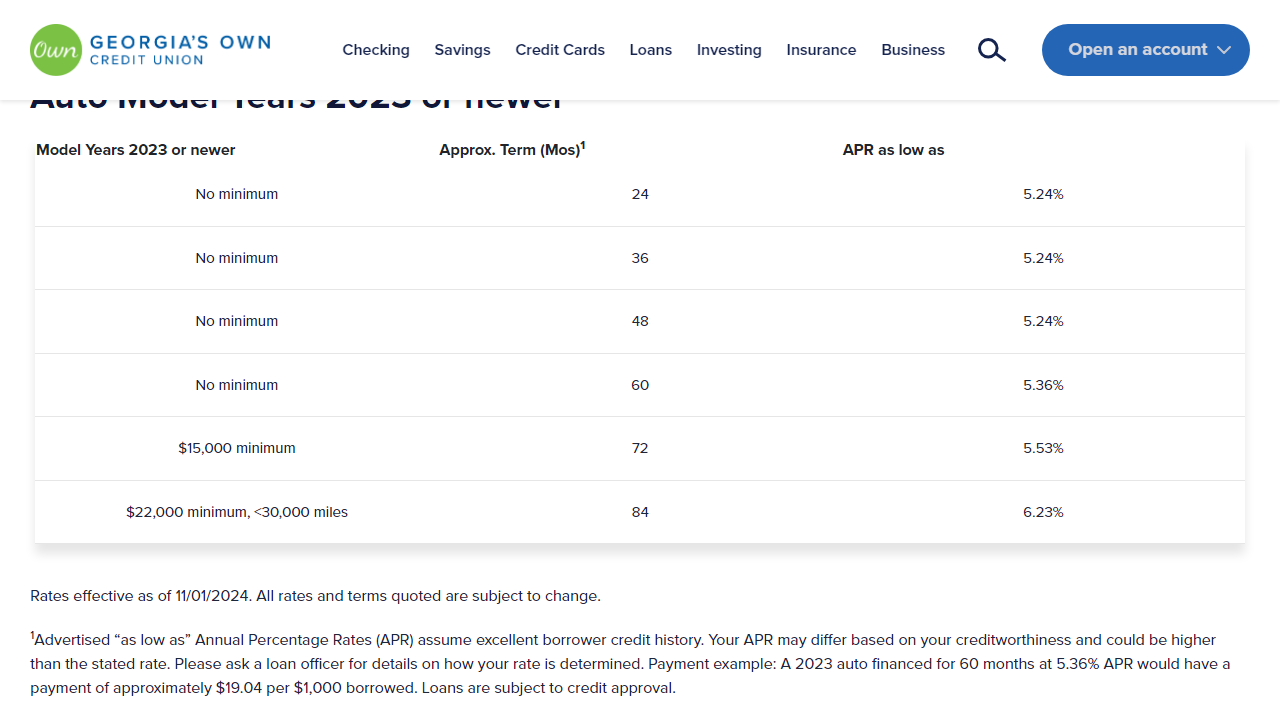 Own
GEORGIA'S OWN
CREDIT UNION
Checking
Savings
Credit Cards
Loans
Investing
Insurance
Business
Open an account
Auto Model Years 2023 or newer
Model Years 2023 or newer Approx. Term (Mos)1 APR as low as
No minimum 24 5.24%
No minimum 36 5.24%
No minimum 48 5.24%
No minimum 60 5.36%
$15,000 minimum 72 5.53%
$22,000 minimum, <30,000 miles 84 6.23%
Rates effective as of 11/01/2024. All rates and terms quoted are subject to change.
1Advertised “as low as” Annual Percentage Rates (APR) assume excellent borrower credit history. Your APR may differ based on your creditworthiness and could be higher
than the stated rate. Please ask a loan officer for details on how your rate is determined. Payment example: A 2023 auto financed for 60 months at 5.36% APR would have a
payment of approximately $19.04 per $1,000 borrowed. Loans are subject to credit approval.